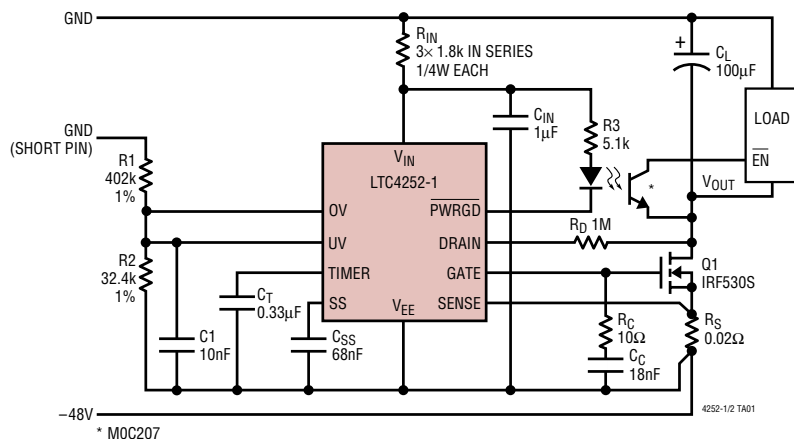 GND
RIN
3× 1.8k IN SERIES
1/4W EACH
+
CL
100µF
GND
(SHORT PIN)
CIN
1µF
R3
5.1k
LOAD
EN
R1
402k
1%
VIN
LTC4252-1
*
VOUT
OV
PWRGD
RD 1M
UV
DRAIN
Q1
IRF530S
R2
32.4k
1%
TIMER
GATE
CT
0.33µF
SS
VEE
SENSE
RC
10Ω
RS
0.02Ω
C1
10nF
CSS
68nF
CC
18nF
−48V
4252-1/2 TA01
* M0C207